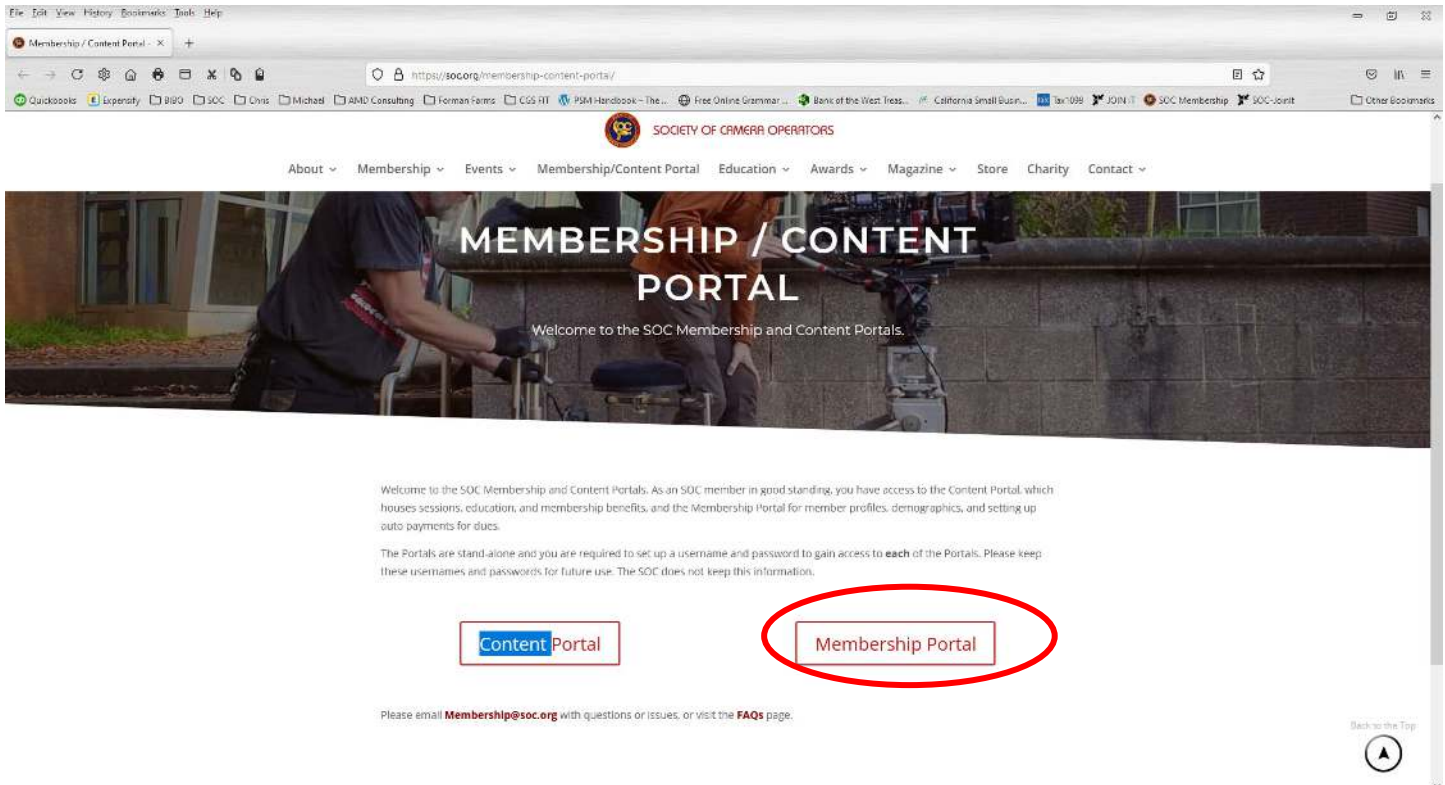 File Edit View History Bookmarks Tools Help
Membership / Content Portal - × +
https://soc.org/membership-content-portal/
Quickbooks Expensify BIBO SOC Chris Michael AMD Consulting Forman Farms CGS FIT PSM Handbook – The... Free Online Grammar ... Bank of the West Treas... California Small Busin... Tax1099 JOIN IT SOC Membership SOC-Joinit Other Bookmarks
SOCIETY OF CAMERA OPERATORS
About Membership Events Membership/Content Portal Education Awards Magazine Store Charity Contact
MEMBERSHIP / CONTENT
PORTAL
Welcome to the SOC Membership and Content Portals.
Welcome to the SOC Membership and Content Portals. As an SOC member in good standing, you have access to the Content Portal, which
houses sessions, education, and membership benefits, and the Membership Portal for member profiles, demographics, and setting up
auto payments for dues.
The Portals are stand-alone and you are required to set up a username and password to gain access to each of the Portals. Please keep
these usernames and passwords for future use. The SOC does not keep this information.
Content Portal Membership Portal
Please email Membership@soc.org with questions or issues, or visit the FAQs page.
Back to the Top